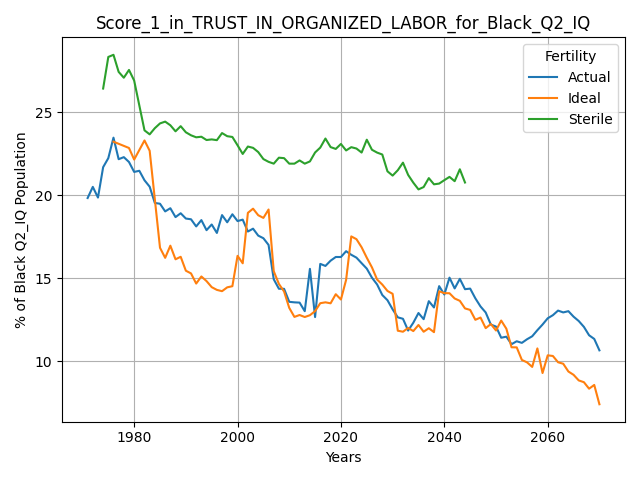 Score_1_in_TRUST_IN_ORGANIZED_LABOR_for_Black_Q2_IQ
Fertility
Actual
Ideal
Sterile
% of Black Q2_IQ Population
25
20
15
10
1980
2000
2020
2040
2060
Years